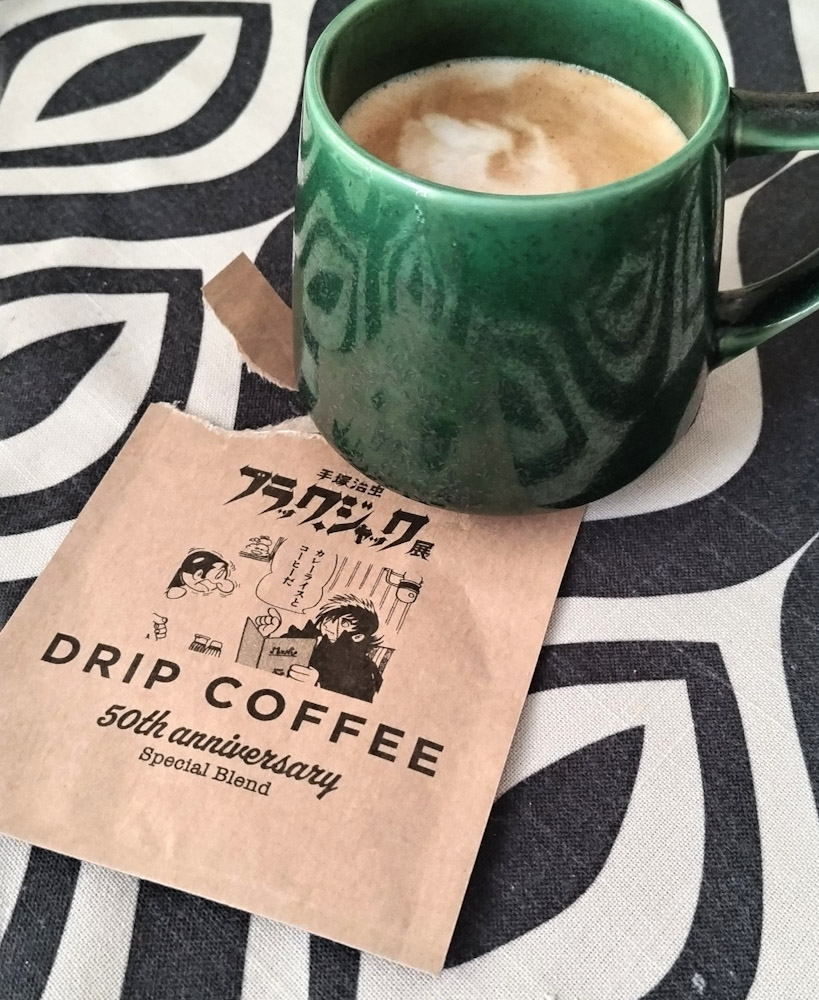 手塚治虫
ブラック・ジャック展
カレーライスと
コーヒーだ
Menu
DRIP COFFEE
50th anniversary
Special Blend